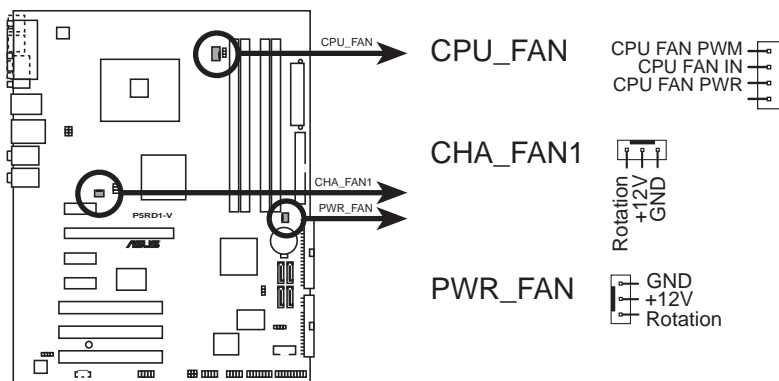 CPU_FAN
CPU_FAN
CPU FAN PWM
CPU FAN IN
CPU FAN PWR
CHA_FAN1
CHA_FAN1
Rotation
+12V
GND
PWR_FAN
P5RD1-V
ASUS
PWR_FAN
GND
+12V
Rotation